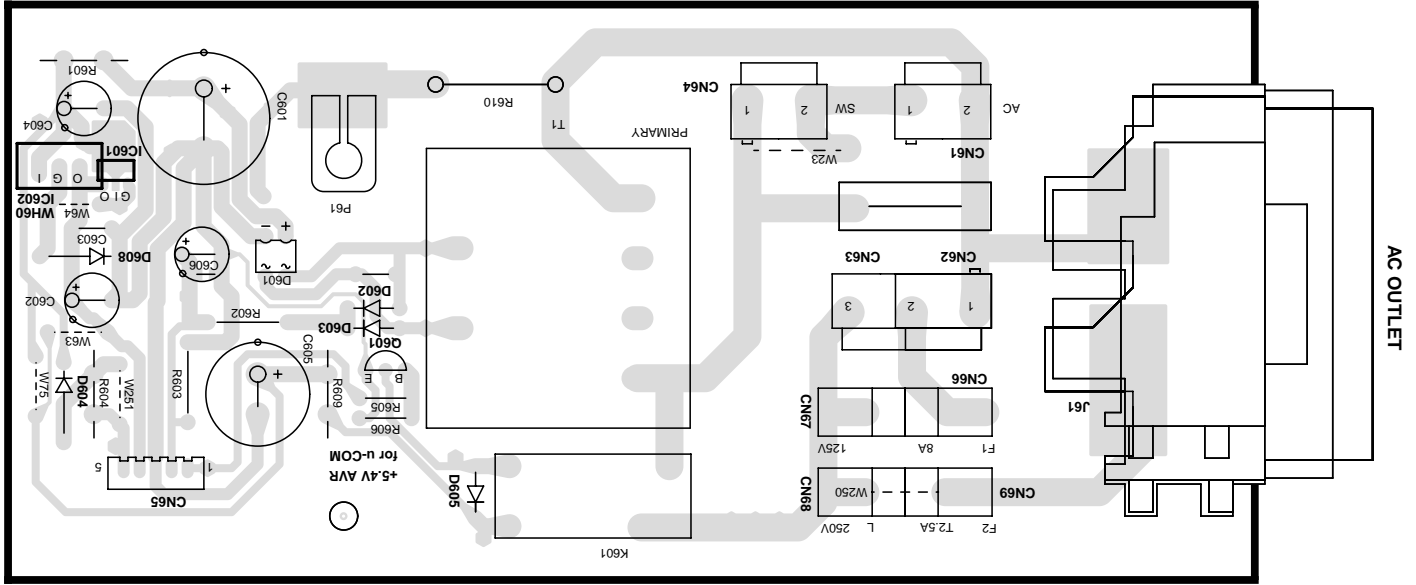 R601
C604
C601
R610
T1
CN64
1
2
SW
1
2
AC
PRIMARY
W23
CN61
IC601
I G O
G I O
IC602
WH60
W64
P61
C603
D608
C606
− +
~ ~
D601
C602
W63
R602
D602
D603
Q601
E B
C605
CN63
CN62
3
2
1
AC OUTLET
W75
D604
R604
W251
R603
R609
R605
R606
CN66
CN67
125V
8A
F1
J61
for u-COM
+5.4V AVR
5
1
CN65
D605
CN68
W250
CN69
250V
L
T2.5A
F2
K601